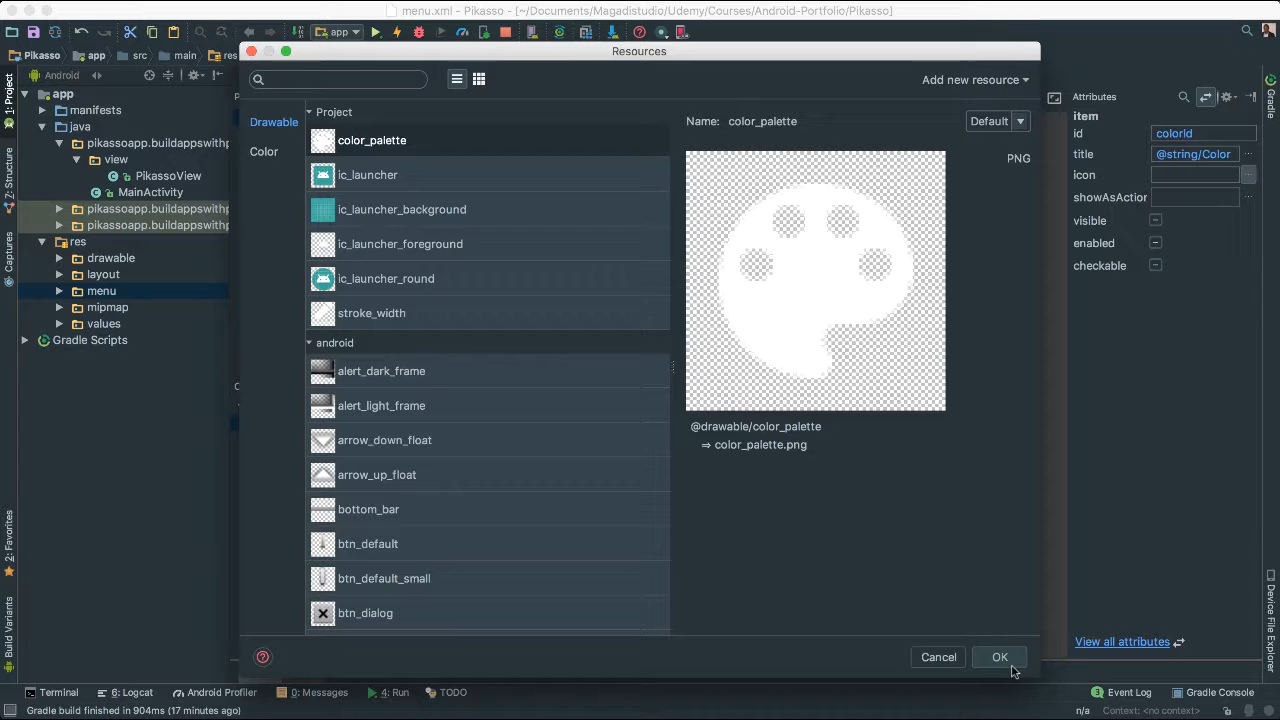 menu.xml - Pikasso - [~/Documents/Magadistudio/Udemy/Courses/Android-Portfolio/Pikasso]
app
Pikasso
app
src
main
res
Resources
Android
Add new resource
Attributes
1: Project
Z: Structure
Captures
2: Favorites
Build Variants
Gradle
Device File Explorer
app
manifests
java
pikassoapp.buildappswithp
view
PikassoView
MainActivity
pikassoapp.buildappswithp
pikassoapp.buildappswithp
res
drawable
layout
menu
mipmap
values
Gradle Scripts
Drawable
Color
Project
color_palette
ic_launcher
ic_launcher_background
ic_launcher_foreground
ic_launcher_round
stroke_width
android
alert_dark_frame
alert_light_frame
arrow_down_float
arrow_up_float
bottom_bar
btn_default
btn_default_small
btn_dialog
Name: color_palette
Default
PNG
@drawable/color_palette
⇒ color_palette.png
item
id colorId
title @string/Color
icon
showAsAction
visible
enabled
checkable
View all attributes
Cancel
OK
Terminal
6: Logcat
Android Profiler
0: Messages
4: Run
TODO
1 Event Log
Gradle Console
Gradle build finished in 904ms (17 minutes ago)
n/a
Context: <no context>